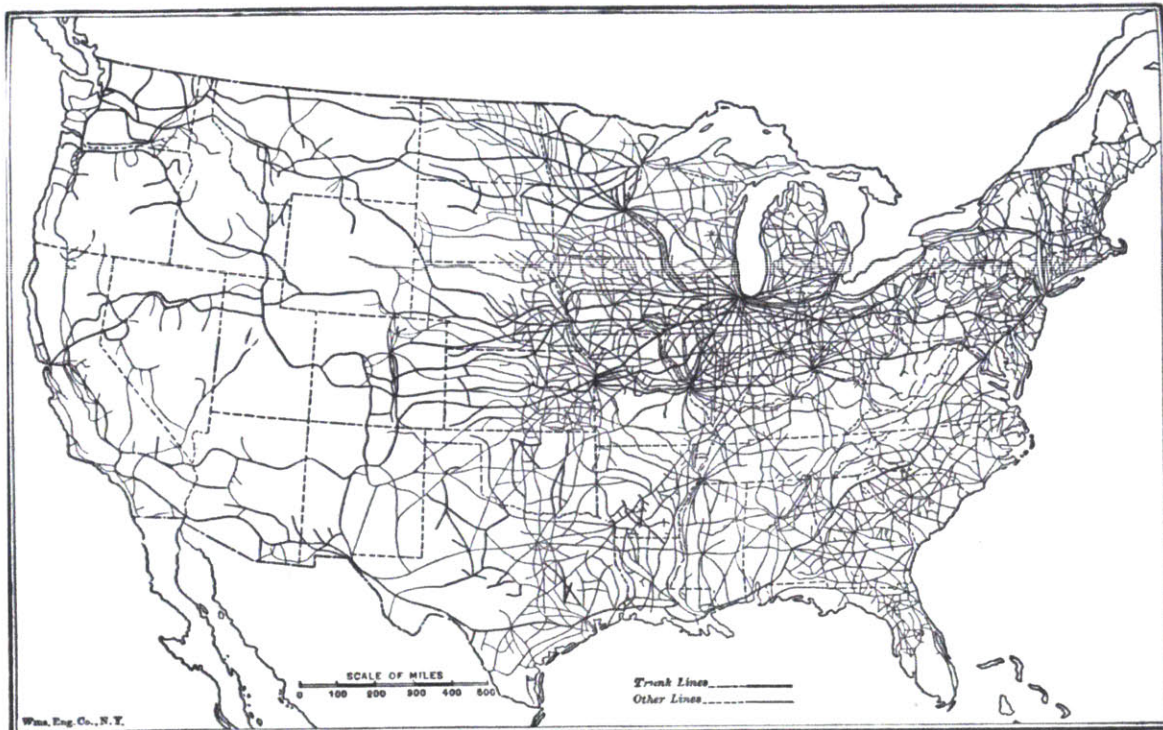 SCALE OF MILES
0 100 200 300 400 500
Trunk Lines
Other Lines
Wms. Eng. Co., N.Y.